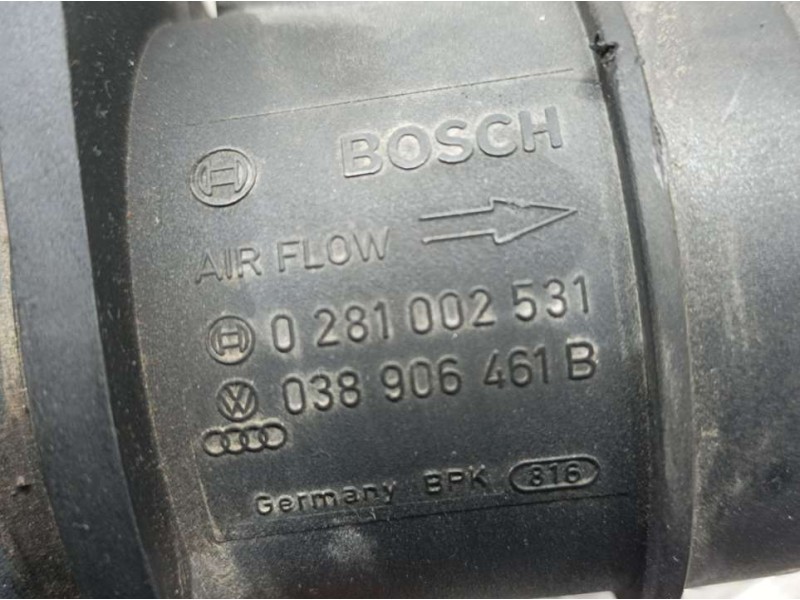 BOSCH
AIR FLOW
0 281 002 531
038 906 461 B
Germany BPK 816